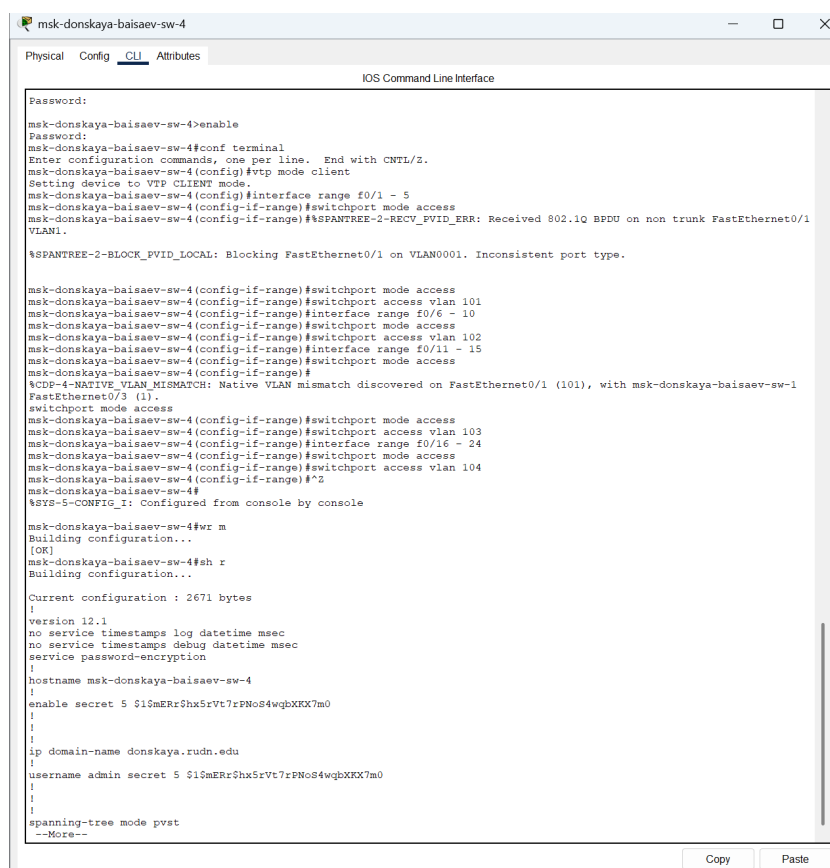 msk-donskaya-baisaev-sw-4
Physical Config CLI Attributes
IOS Command Line Interface
Password:
msk-donskaya-baisaev-sw-4>enable
Password:
msk-donskaya-baisaev-sw-4#conf terminal
Enter configuration commands, one per line.  End with CNTL/Z.
msk-donskaya-baisaev-sw-4(config)#vtp mode client
Setting device to VTP CLIENT mode.
msk-donskaya-baisaev-sw-4(config)#interface range f0/1 - 5
msk-donskaya-baisaev-sw-4(config-if-range)#switchport mode access
msk-donskaya-baisaev-sw-4(config-if-range)#%SPANTREE-2-RECV_PVID_ERR: Received 802.1Q BPDU on non trunk FastEthernet0/1
VLAN1.
%SPANTREE-2-BLOCK_PVID_LOCAL: Blocking FastEthernet0/1 on VLAN0001. Inconsistent port type.
msk-donskaya-baisaev-sw-4(config-if-range)#switchport mode access
msk-donskaya-baisaev-sw-4(config-if-range)#switchport access vlan 101
msk-donskaya-baisaev-sw-4(config-if-range)#interface range f0/6 - 10
msk-donskaya-baisaev-sw-4(config-if-range)#switchport mode access
msk-donskaya-baisaev-sw-4(config-if-range)#switchport access vlan 102
msk-donskaya-baisaev-sw-4(config-if-range)#interface range f0/11 - 15
msk-donskaya-baisaev-sw-4(config-if-range)#switchport mode access
msk-donskaya-baisaev-sw-4(config-if-range)#
%CDP-4-NATIVE_VLAN_MISMATCH: Native VLAN mismatch discovered on FastEthernet0/1 (101), with msk-donskaya-baisaev-sw-1
FastEthernet0/3 (1).
switchport mode access
msk-donskaya-baisaev-sw-4(config-if-range)#switchport mode access
msk-donskaya-baisaev-sw-4(config-if-range)#switchport access vlan 103
msk-donskaya-baisaev-sw-4(config-if-range)#interface range f0/16 - 24
msk-donskaya-baisaev-sw-4(config-if-range)#switchport mode access
msk-donskaya-baisaev-sw-4(config-if-range)#switchport access vlan 104
msk-donskaya-baisaev-sw-4(config-if-range)#^Z
msk-donskaya-baisaev-sw-4#
%SYS-5-CONFIG_I: Configured from console by console
msk-donskaya-baisaev-sw-4#wr m
Building configuration...
[OK]
msk-donskaya-baisaev-sw-4#sh r
Building configuration...
Current configuration : 2671 bytes
!
version 12.1
no service timestamps log datetime msec
no service timestamps debug datetime msec
service password-encryption
!
hostname msk-donskaya-baisaev-sw-4
!
enable secret 5 $1$mERr$hx5rVt7rPNoS4wqbXKX7m0
!
!
!
ip domain-name donskaya.rudn.edu
!
username admin secret 5 $1$mERr$hx5rVt7rPNoS4wqbXKX7m0
!
!
!
spanning-tree mode pvst
--More--
Copy Paste